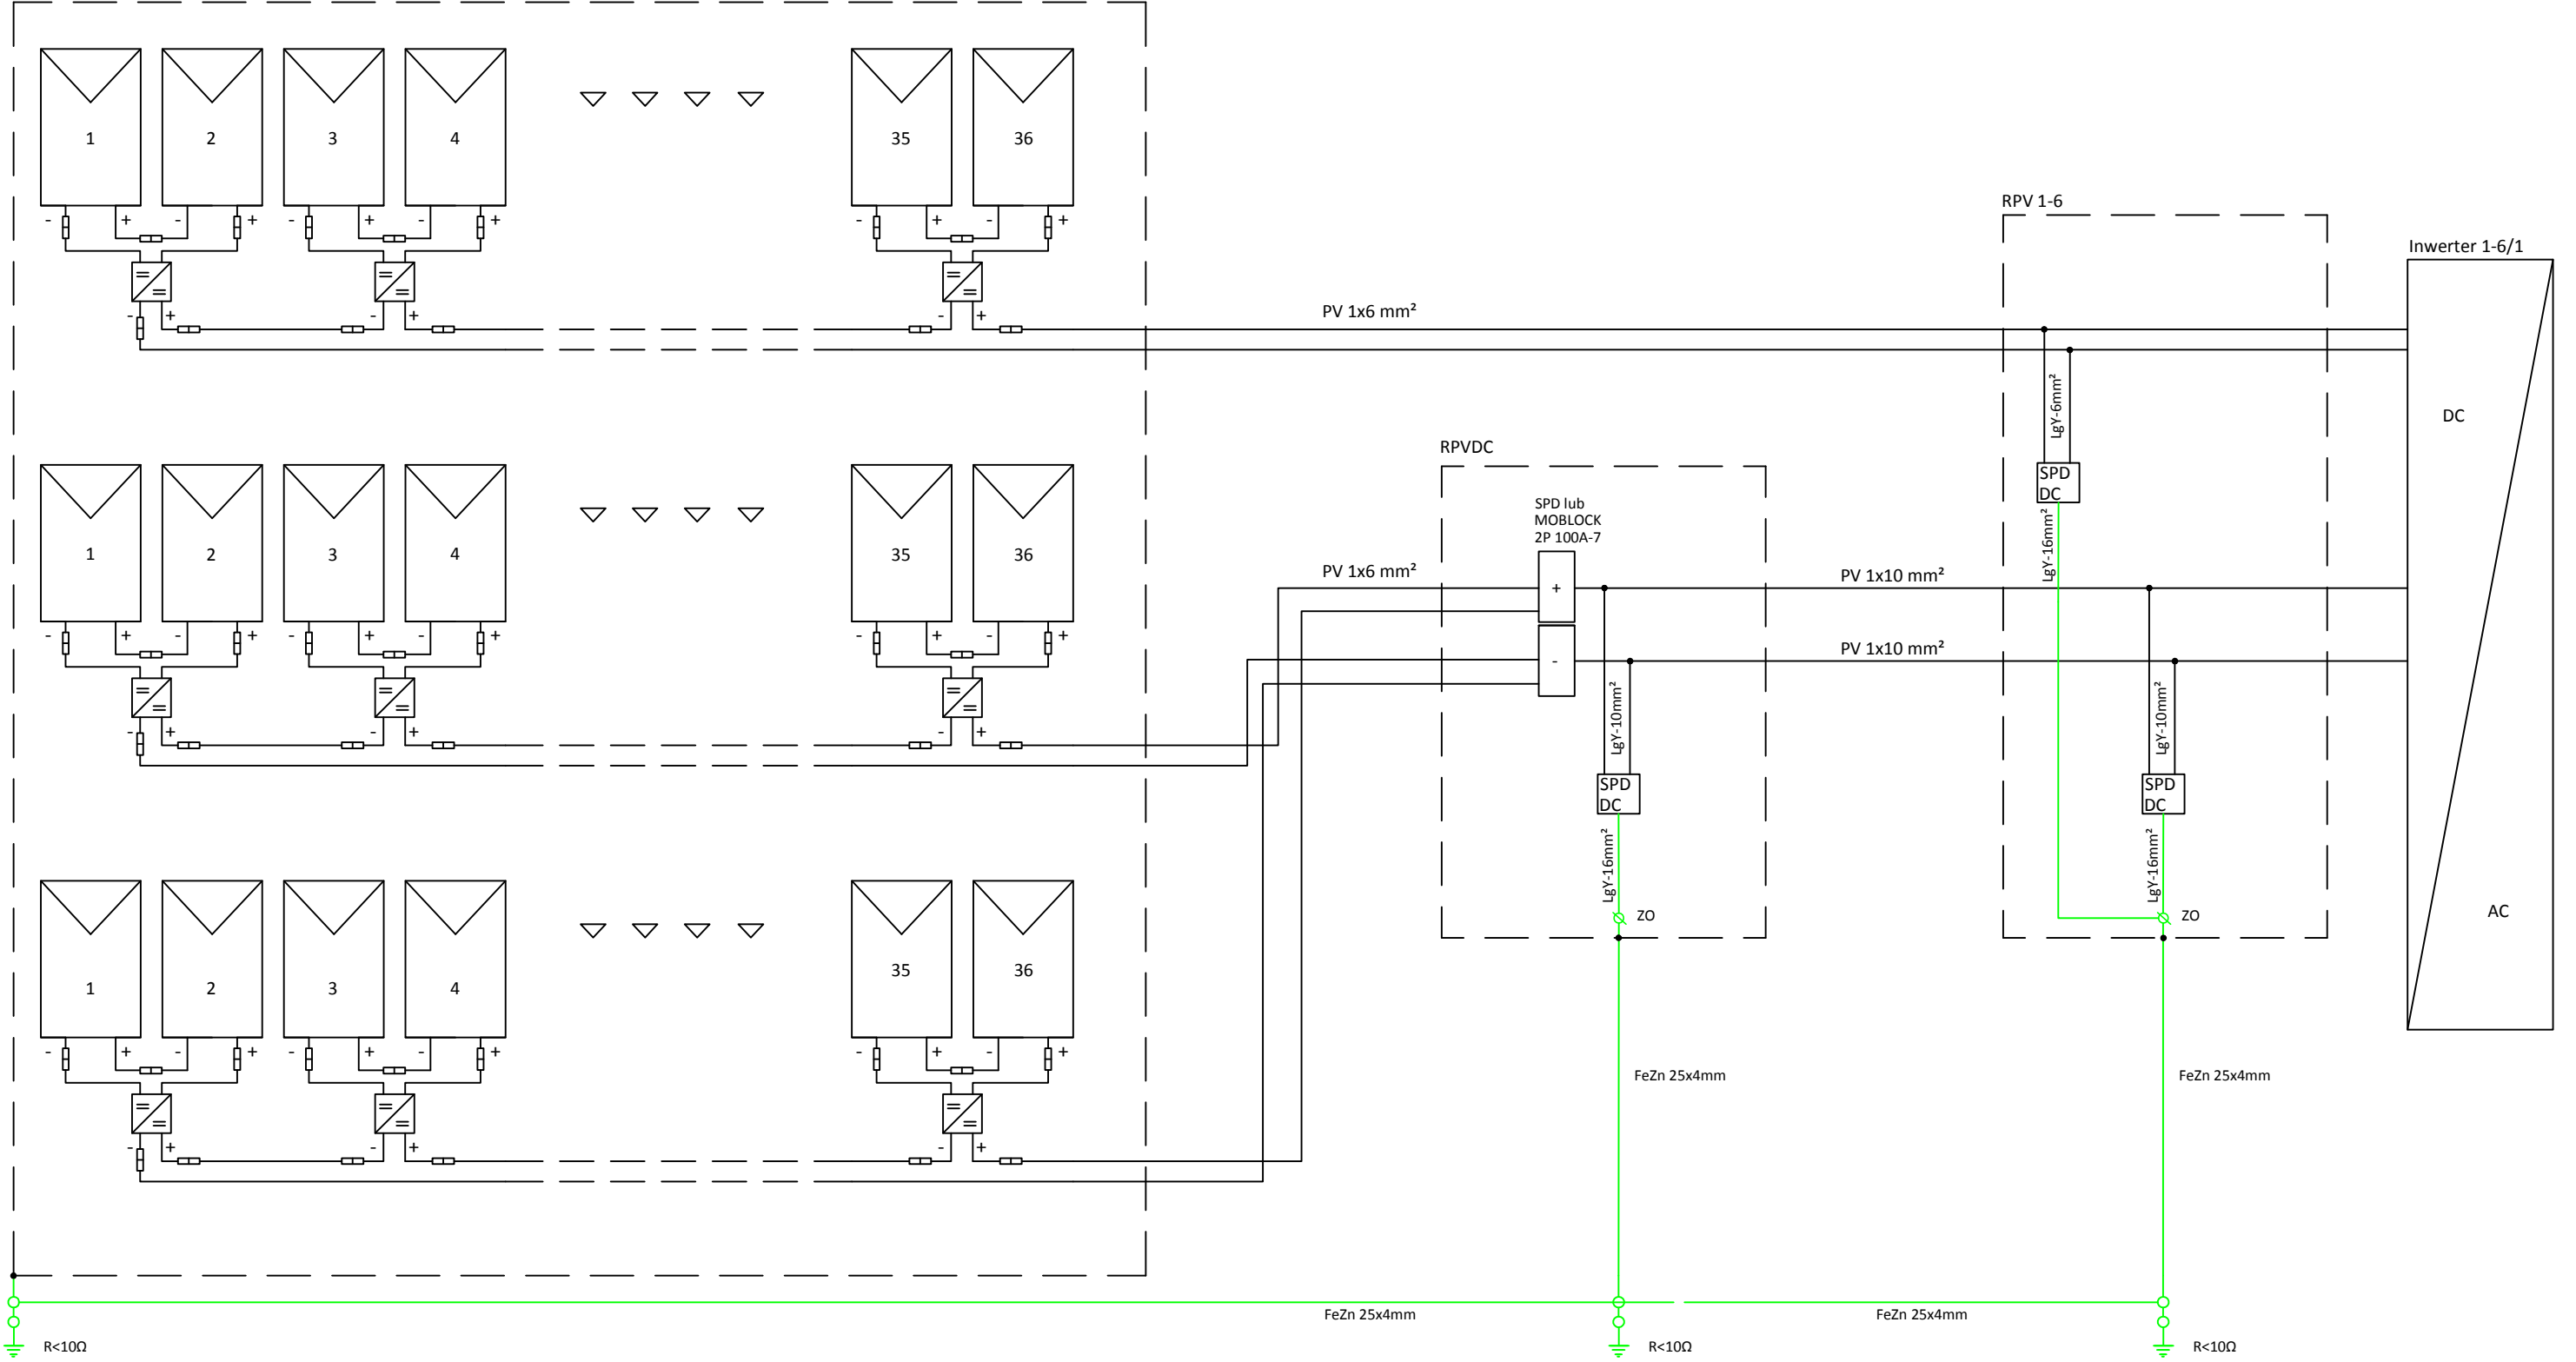 1 2 3 4 35 36
- + - + - + - + - + - +
- + - + - +
PV 1x6 mm²
RPV 1-6
Inwerter 1-6/1
DC
LgY-6mm²
SPD
DC
LgY-16mm²
1 2 3 4 35 36
- + - + - + - + - + - +
- + - + - +
PV 1x6 mm²
RPVDC
SPD lub
MOBLOCK
2P 100A-7
+
-
PV 1x10 mm²
PV 1x10 mm²
LgY-10mm²
SPD
DC
LgY-16mm²
ZO
LgY-10mm²
SPD
DC
LgY-16mm²
ZO
AC
1 2 3 4 35 36
- + - + - + - + - + - +
- + - + - +
FeZn 25x4mm
FeZn 25x4mm
FeZn 25x4mm
FeZn 25x4mm
R<10Ω
R<10Ω
R<10Ω